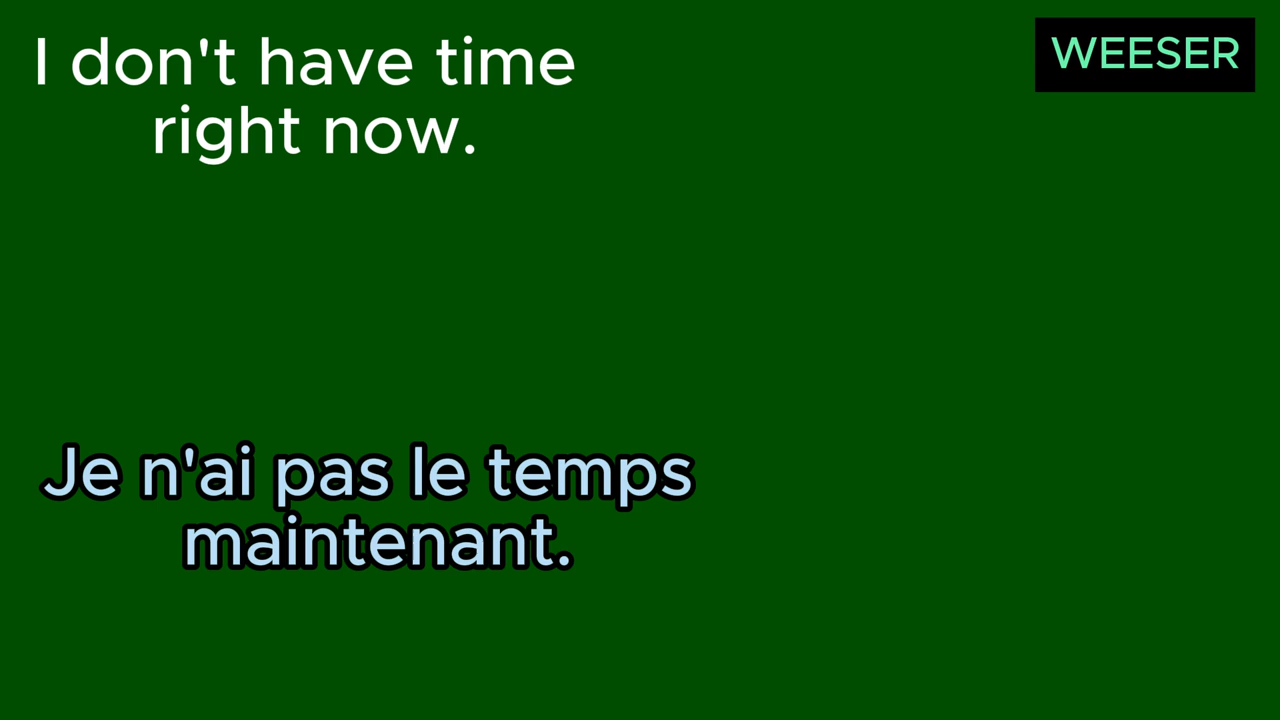 I don't have time
right now.
WEESER
Je n'ai pas le temps
maintenant.